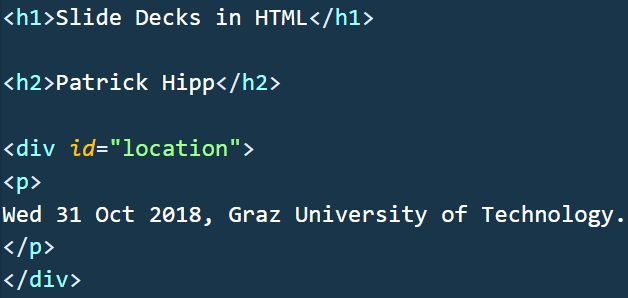 <h1>Slide Decks in HTML</h1>
<h2>Patrick Hipp</h2>
<div id="location">
<p>
Wed 31 Oct 2018, Graz University of Technology.
</p>
</div>